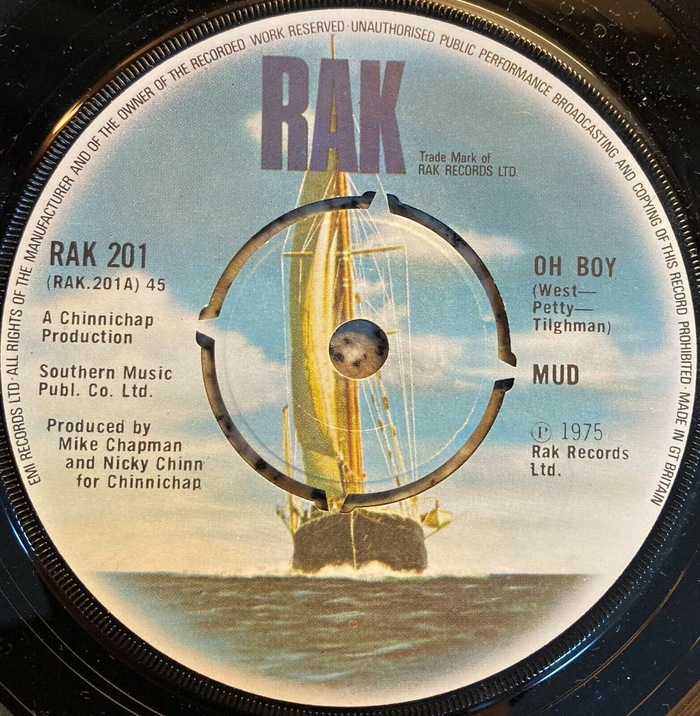 EMI RECORDS LTD · ALL RIGHTS OF THE MANUFACTURER AND OF THE OWNER OF THE RECORDED WORK RESERVED · UNAUTHORISED PUBLIC PERFORMANCE BROADCASTING AND COPYING OF THIS RECORD PROHIBITED · MADE IN GT BRITAIN
RAK
Trade Mark of
RAK RECORDS LTD.
RAK 201
(RAK.201A) 45
A Chinnichap
Production
Southern Music
Publ. Co. Ltd.
Produced by
Mike Chapman
and Nicky Chinn
for Chinnichap
OH BOY
(West—
Petty—
Tilghman)
MUD
Ⓟ 1975
Rak Records
Ltd.